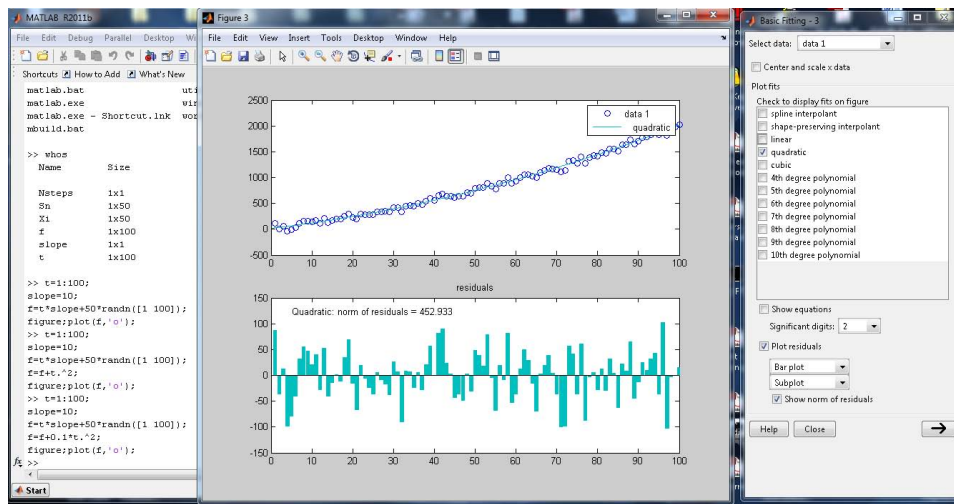 MATLAB R2011b
File Edit Debug Parallel Desktop
Shortcuts How to Add What's New
matlab.bat
matlab.exe
matlab.exe - Shortcut.lnk
mbuild.bat
>> whos
Name Size
Nsteps 1x1
Sn 1x50
Xi 1x50
f 1x100
slope 1x1
t 1x100
>> t=1:100;
slope=10;
f=t*slope+50*randn([1 100]);
figure;plot(f,'o');
>> t=1:100;
slope=10;
f=t*slope+50*randn([1 100]);
f=f+t.^2;
figure;plot(f,'o');
>> t=1:100;
slope=10;
f=t*slope+50*randn([1 100]);
f=f+0.1*t.^2;
figure;plot(f,'o');
fx >>
Start
Figure 3
File Edit View Insert Tools Desktop Window Help
2500
2000
1500
1000
500
0
-500
data 1
quadratic
0 10 20 30 40 50 60 70 80 90 100
residuals
150
100
50
0
-50
-100
-150
Quadratic: norm of residuals = 452.933
0 10 20 30 40 50 60 70 80 90 100
Basic Fitting - 3
Select data: data 1
Center and scale x data
Plot fits
Check to display fits on figure
spline interpolant
shape-preserving interpolant
linear
quadratic
cubic
4th degree polynomial
5th degree polynomial
6th degree polynomial
7th degree polynomial
8th degree polynomial
9th degree polynomial
10th degree polynomial
Show equations
Significant digits: 2
Plot residuals
Bar plot
Subplot
Show norm of residuals
Help Close